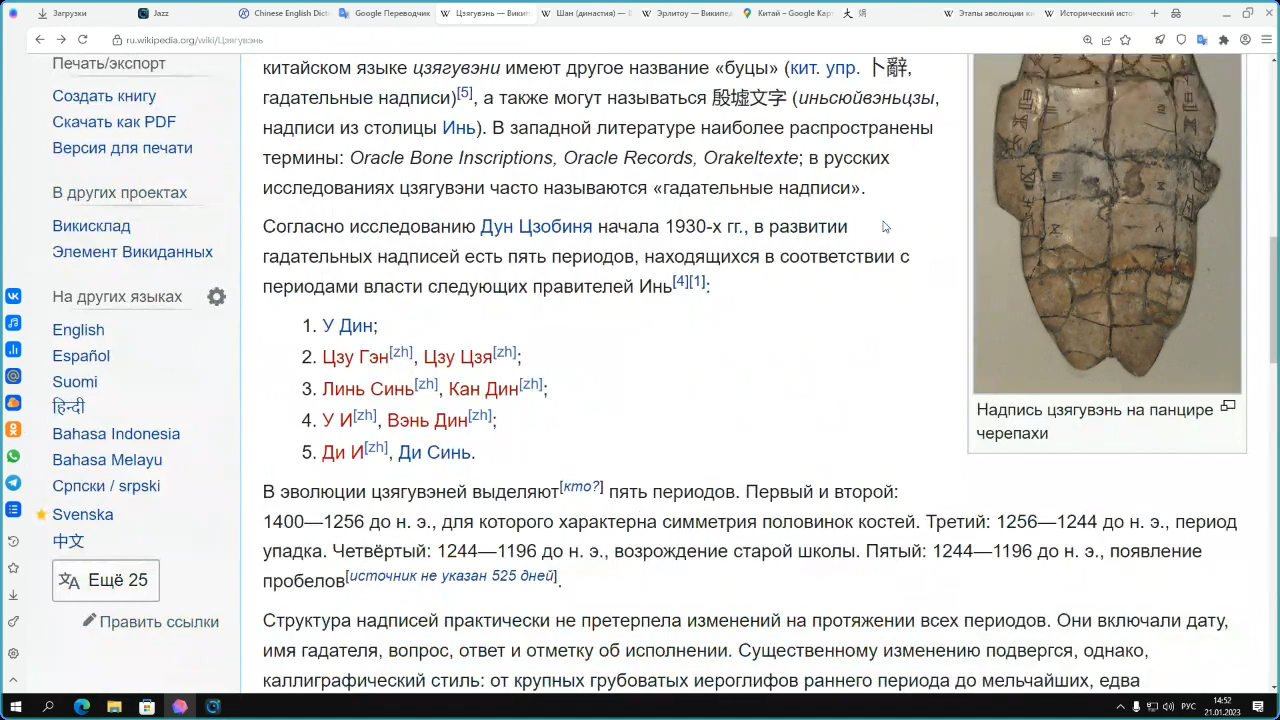 Загрузки
Jazz
Chinese English Dictı
Google Переводчик
Цзягувэнь — Викиı
Шан (династия) — В
Эрлитоу — Википед
Китай – Google Карт
Этапы эволюции ки
Исторический исто
ru.wikipedia.org/wiki/Цзягувэнь
Печать/экспорт
Создать книгу
Скачать как PDF
Версия для печати
В других проектах
Викисклад
Элемент Викиданных
На других языках
English
Español
Suomi
हिन्दी
Bahasa Indonesia
Bahasa Melayu
Српски / srpski
Svenska
中文
Ещё 25
Править ссылки
китайском языке цзягувэни имеют другое название «буцы» (кит. упр. 卜辭,
гадательные надписи)[5], а также могут называться 殷墟文字 (иньсюйвэньцзы,
надписи из столицы Инь). В западной литературе наиболее распространены
термины: Oracle Bone Inscriptions, Oracle Records, Orakeltexte; в русских
исследованиях цзягувэни часто называются «гадательные надписи».
Согласно исследованию Дун Цзобиня начала 1930-х гг., в развитии
гадательных надписей есть пять периодов, находящихся в соответствии с
периодами власти следующих правителей Инь[4][1]:
1. У Дин;
2. Цзу Гэн[zh], Цзу Цзя[zh];
3. Линь Синь[zh], Кан Дин[zh];
4. У И[zh], Вэнь Дин[zh];
5. Ди И[zh], Ди Синь.
В эволюции цзягувэней выделяют[кто?] пять периодов. Первый и второй:
1400—1256 до н. э., для которого характерна симметрия половинок костей. Третий: 1256—1244 до н. э., период
упадка. Четвёртый: 1244—1196 до н. э., возрождение старой школы. Пятый: 1244—1196 до н. э., появление
пробелов[источник не указан 525 дней].
Структура надписей практически не претерпела изменений на протяжении всех периодов. Они включали дату,
имя гадателя, вопрос, ответ и отметку об исполнении. Существенному изменению подвергся, однако,
каллиграфический стиль: от крупных грубоватых иероглифов раннего периода до мельчайших, едва
Надпись цзягувэнь на панцире
черепахи
РУС
14:52
21.01.2023